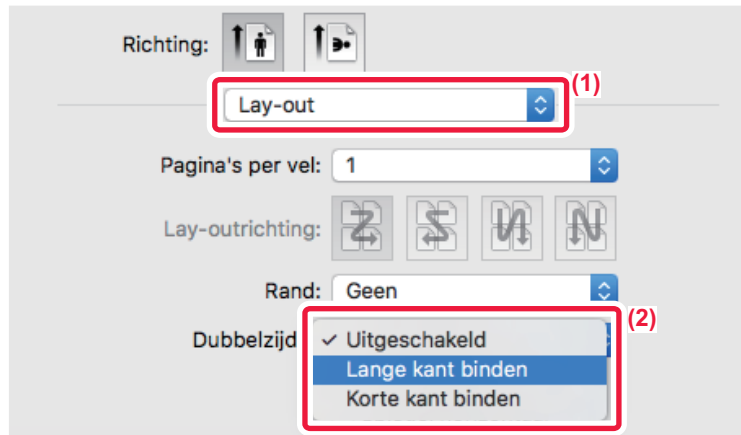 Richting:
(1)
Lay-out
Pagina's per vel: 1
Lay-outrichting:
Rand: Geen
(2)
Dubbelzijd ✓ Uitgeschakeld
Lange kant binden
Korte kant binden